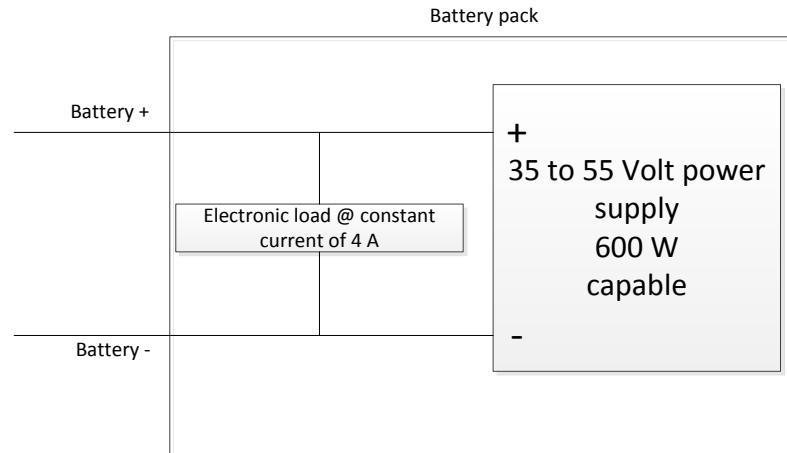 Battery pack
Battery +
+
35 to 55 Volt power
supply
600 W
capable
-
Electronic load @ constant
current of 4 A
Battery -